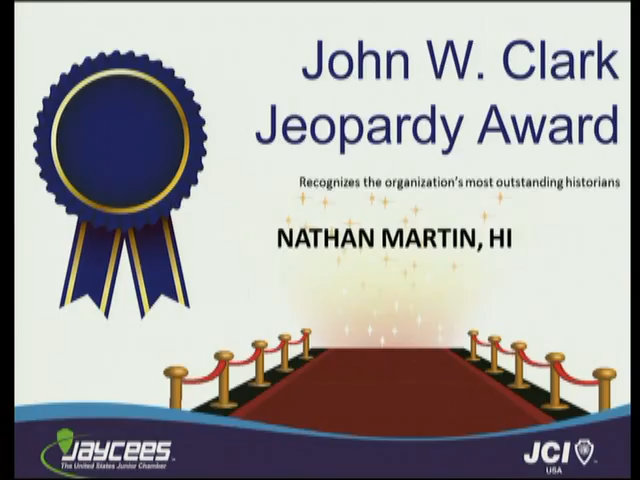 John W. Clark
Jeopardy Award
Recognizes the organization's most outstanding historians
NATHAN MARTIN, HI
JAYCEES
The United States Junior Chamber
JCI
USA